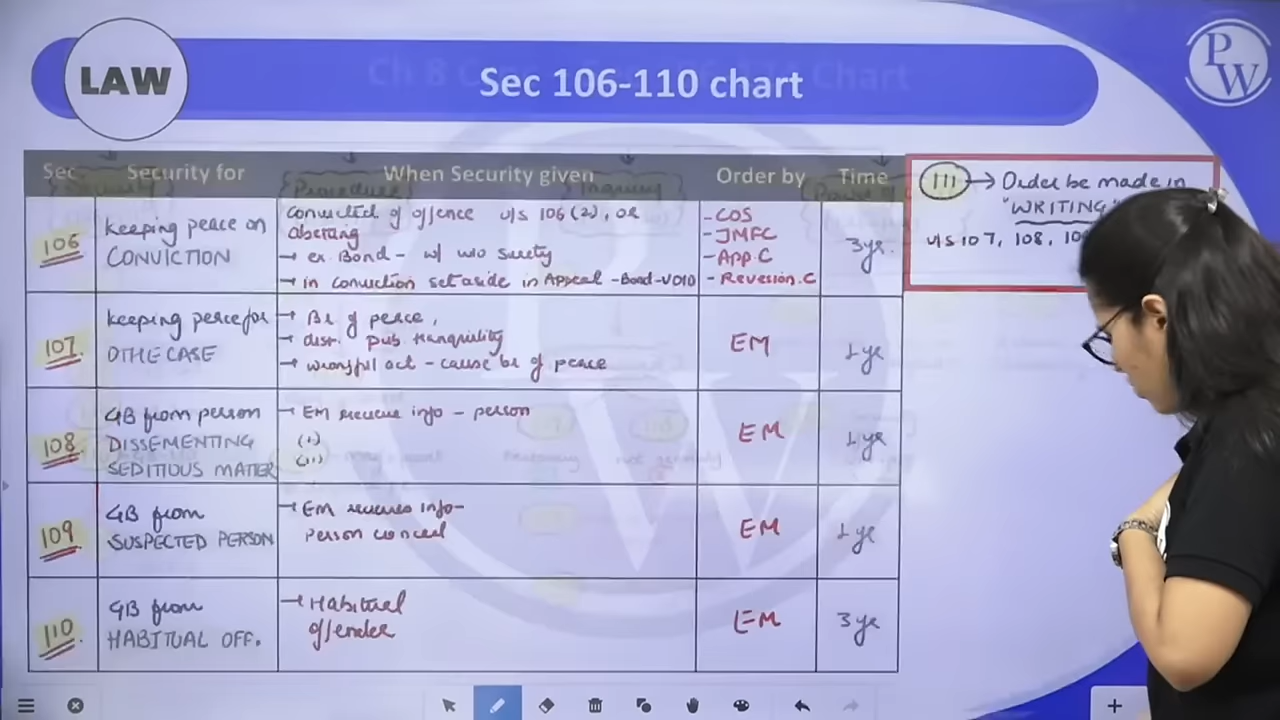 LAW
Sec 106-110 chart
PW
Sec Security for When Security given Order by Time
106
keeping peace on
CONVICTION
Convicted of offence u/s 106 (2), or
abetting
→ ex. Bond - w/ w/o surety
→ in conviction set aside in Appeal - Bond - VOID
- COS
- JMFC
- APP. C
- Revesion. C
3 yr.
107
keeping peace for
OTHE CASE
→ Br of peace,
→ dist. pub. tranquility
→ wrongful act - cause br of peace
EM
1 yr
108
GB from person
DISSEMENTING
SEDITIOUS MATTER
→ EM receive info - person
(i)
(ii)
EM
1 yr
109
GB from
SUSPECTED PERSON
→ EM receives info-
person conceal
EM
1 yr
110
GB from
HABITUAL OFF.
→ Habitual
offender
EM
3 yr
111 → Order be made in
"WRITING"
u/s 107, 108,